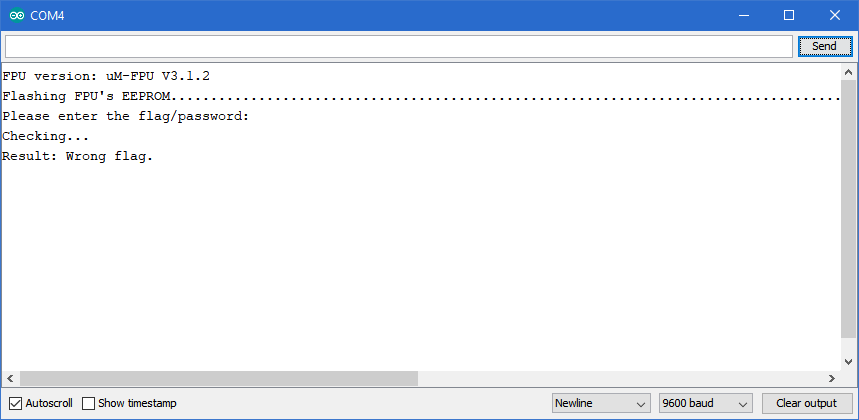 COM4
Send
FPU version: uM-FPU V3.1.2
Flashing FPU's EEPROM....................................................................................
Please enter the flag/password:
Checking...
Result: Wrong flag.
Autoscroll Show timestamp Newline 9600 baud Clear output